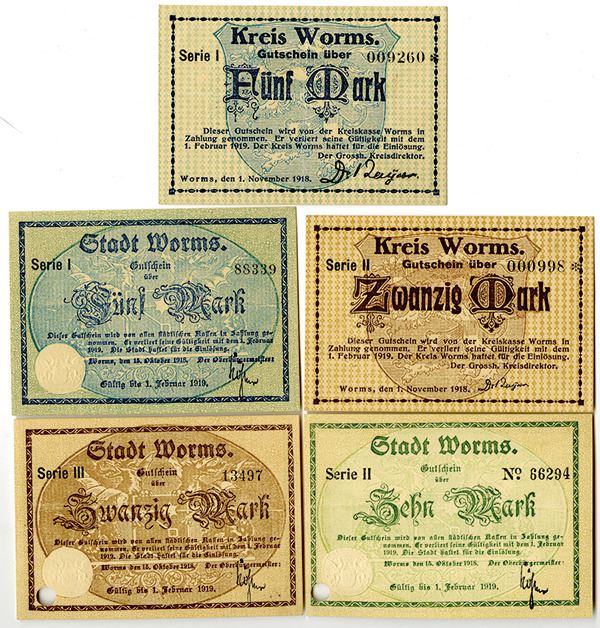 Kreis Worms.
Serie I Gutschein über 009260 *
Fünf Mark
Dieser Gutschein wird von der Kreiskasse Worms in
Zahlung genommen. Er verliert seine Gültigkeit mit dem
1. Februar 1919. Der Kreis Worms haftet für die Einlösung.
Der Grossh. Kreisdirektor.
Worms, den 1. November 1918.
Stadt Worms.
Serie I Gutschein 88339
über
Fünf Mark
Dieser Gutschein wird von allen städtischen Kassen in Zahlung ge-
nommen. Er verliert seine Gültigkeit mit dem 1. Februar
1919. Die Stadt haftet für die Einlösung.
Worms, den 15. Oktober 1918. Der Oberbürgermeister:
Gültig bis 1. Februar 1919.
Kreis Worms.
Serie II Gutschein über 000998 *
Zwanzig Mark
Dieser Gutschein wird von der Kreiskasse Worms in
Zahlung genommen. Er verliert seine Gültigkeit mit dem
1. Februar 1919. Der Kreis Worms haftet für die Einlösung.
Der Grossh. Kreisdirektor.
Worms, den 1. November 1918.
Stadt Worms.
Serie III Gutschein 13497
über
Zwanzig Mark
Dieser Gutschein wird von allen städtischen Kassen in Zahlung ge-
nommen. Er verliert seine Gültigkeit mit dem 1. Februar
1919. Die Stadt haftet für die Einlösung.
Worms den 15. Oktober 1918. Der Oberbürgermeister:
Gültig bis 1. Februar 1919.
Stadt Worms.
Serie II Gutschein No 66294
über
Zehn Mark
Dieser Gutschein wird von allen städtischen Kassen in Zahlung ge-
nommen. Er verliert seine Gültigkeit mit dem 1. Februar
1919. Die Stadt haftet für die Einlösung.
Worms den 15. Oktober 1918. Der Oberbürgermeister:
Gültig bis 1. Februar 1919.